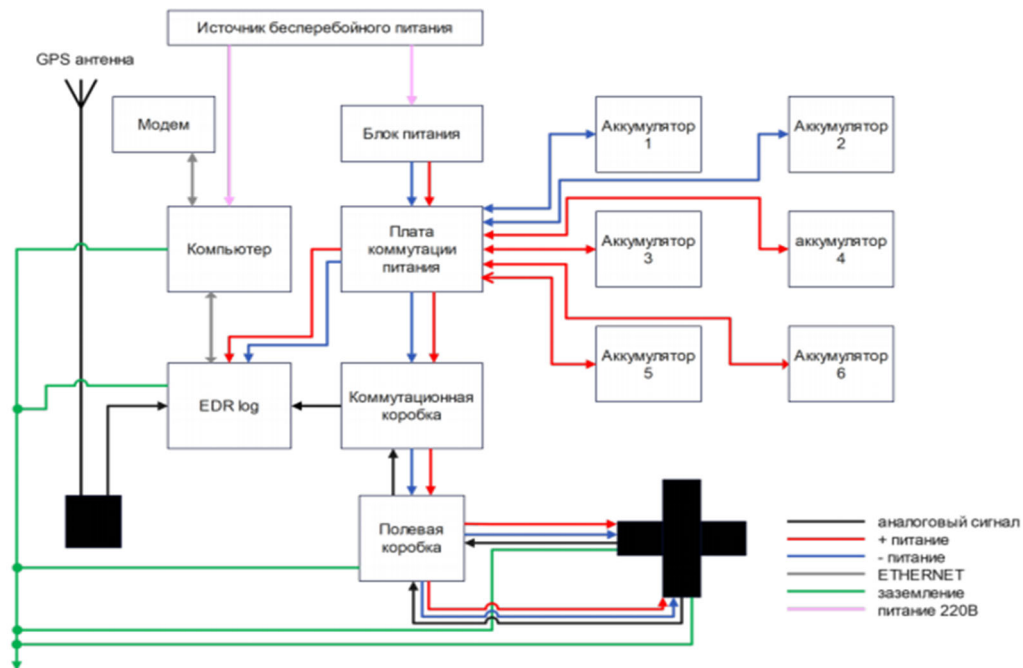 Источник бесперебойного питания
GPS антенна
Модем
Блок питания
Аккумулятор
1
Аккумулятор
2
Компьютер
Плата
коммутации
питания
Аккумулятор
3
аккумулятор
4
EDR log
Коммутационная
коробка
Аккумулятор
5
Аккумулятор
6
Полевая
коробка
аналоговый сигнал
+ питание
- питание
ETHERNET
заземление
питание 220В